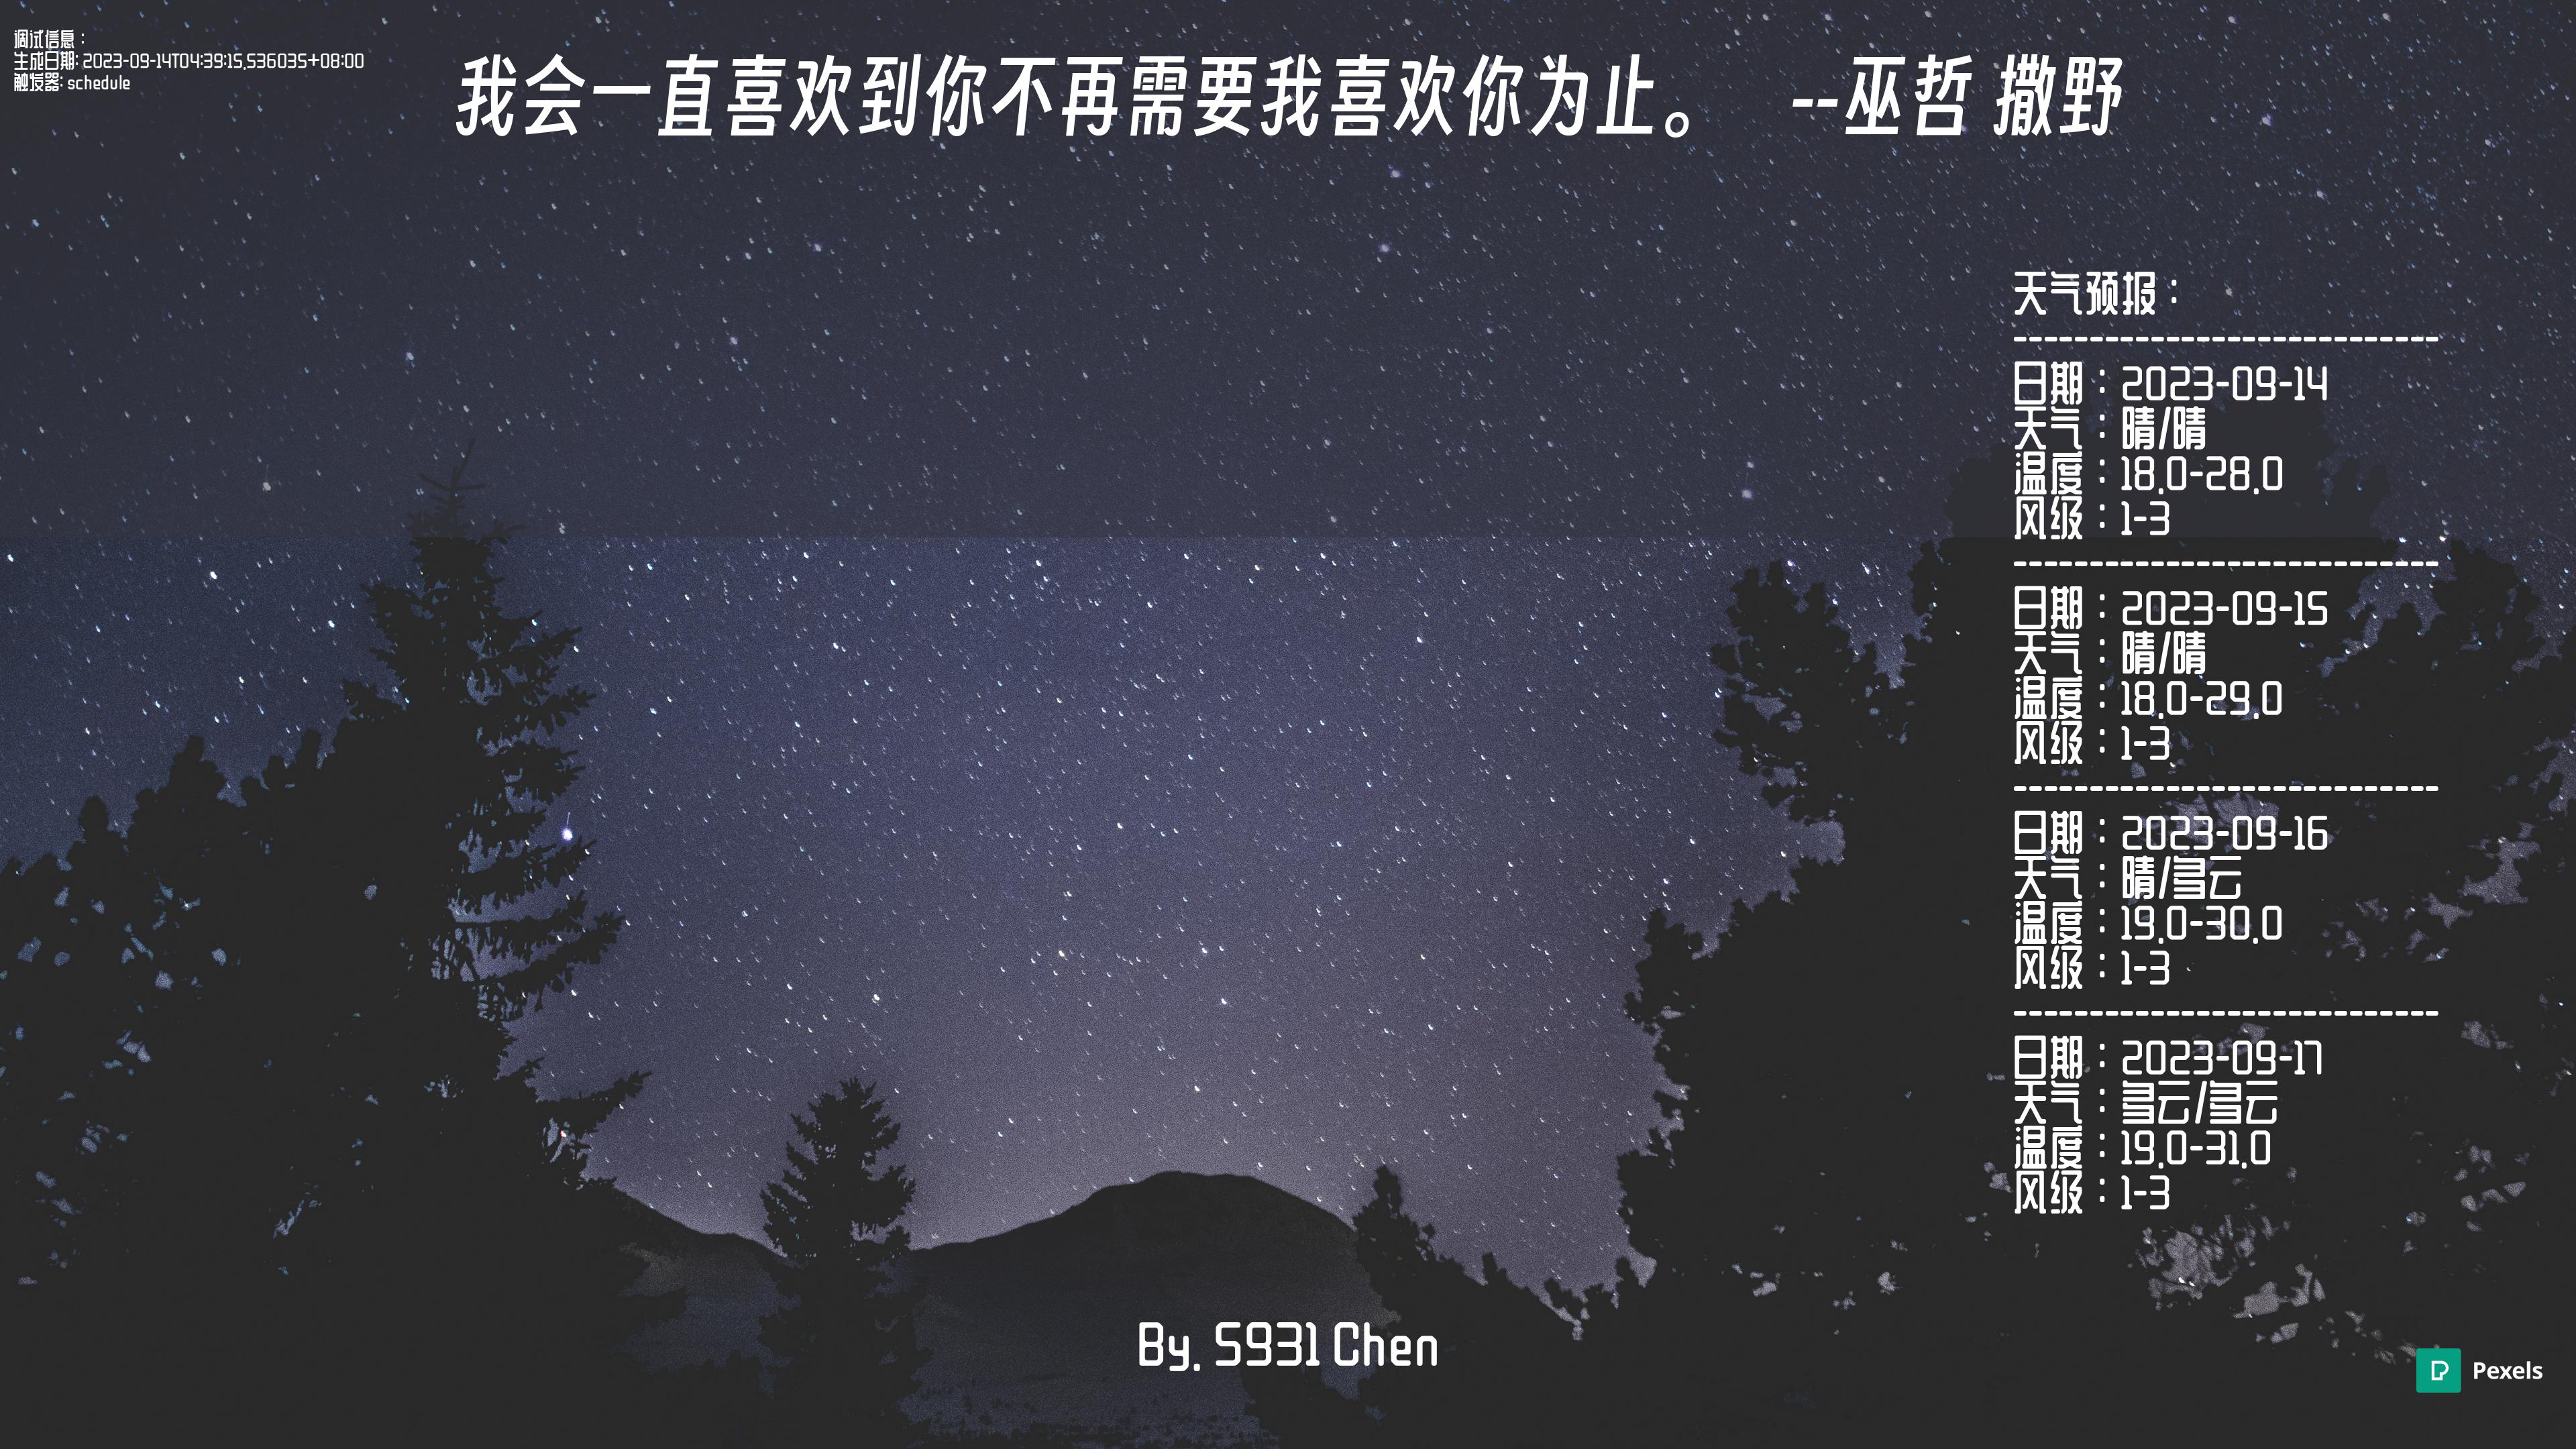 调试信息：
生成日期: 2023-09-14T04:39:15.536035+08:00
触发器: schedule
我会一直喜欢到你不再需要我喜欢你为止。 --巫哲 撒野
天气预报：
----------------------------
日期：2023-09-14
天气：晴/晴
温度：18.0-28.0
风级：1-3
----------------------------
日期：2023-09-15
天气：晴/晴
温度：18.0-29.0
风级：1-3
----------------------------
日期：2023-09-16
天气：晴/多云
温度：19.0-30.0
风级：1-3
----------------------------
日期：2023-09-17
天气：多云/多云
温度：19.0-31.0
风级：1-3
By. 5931 Chen
Pexels